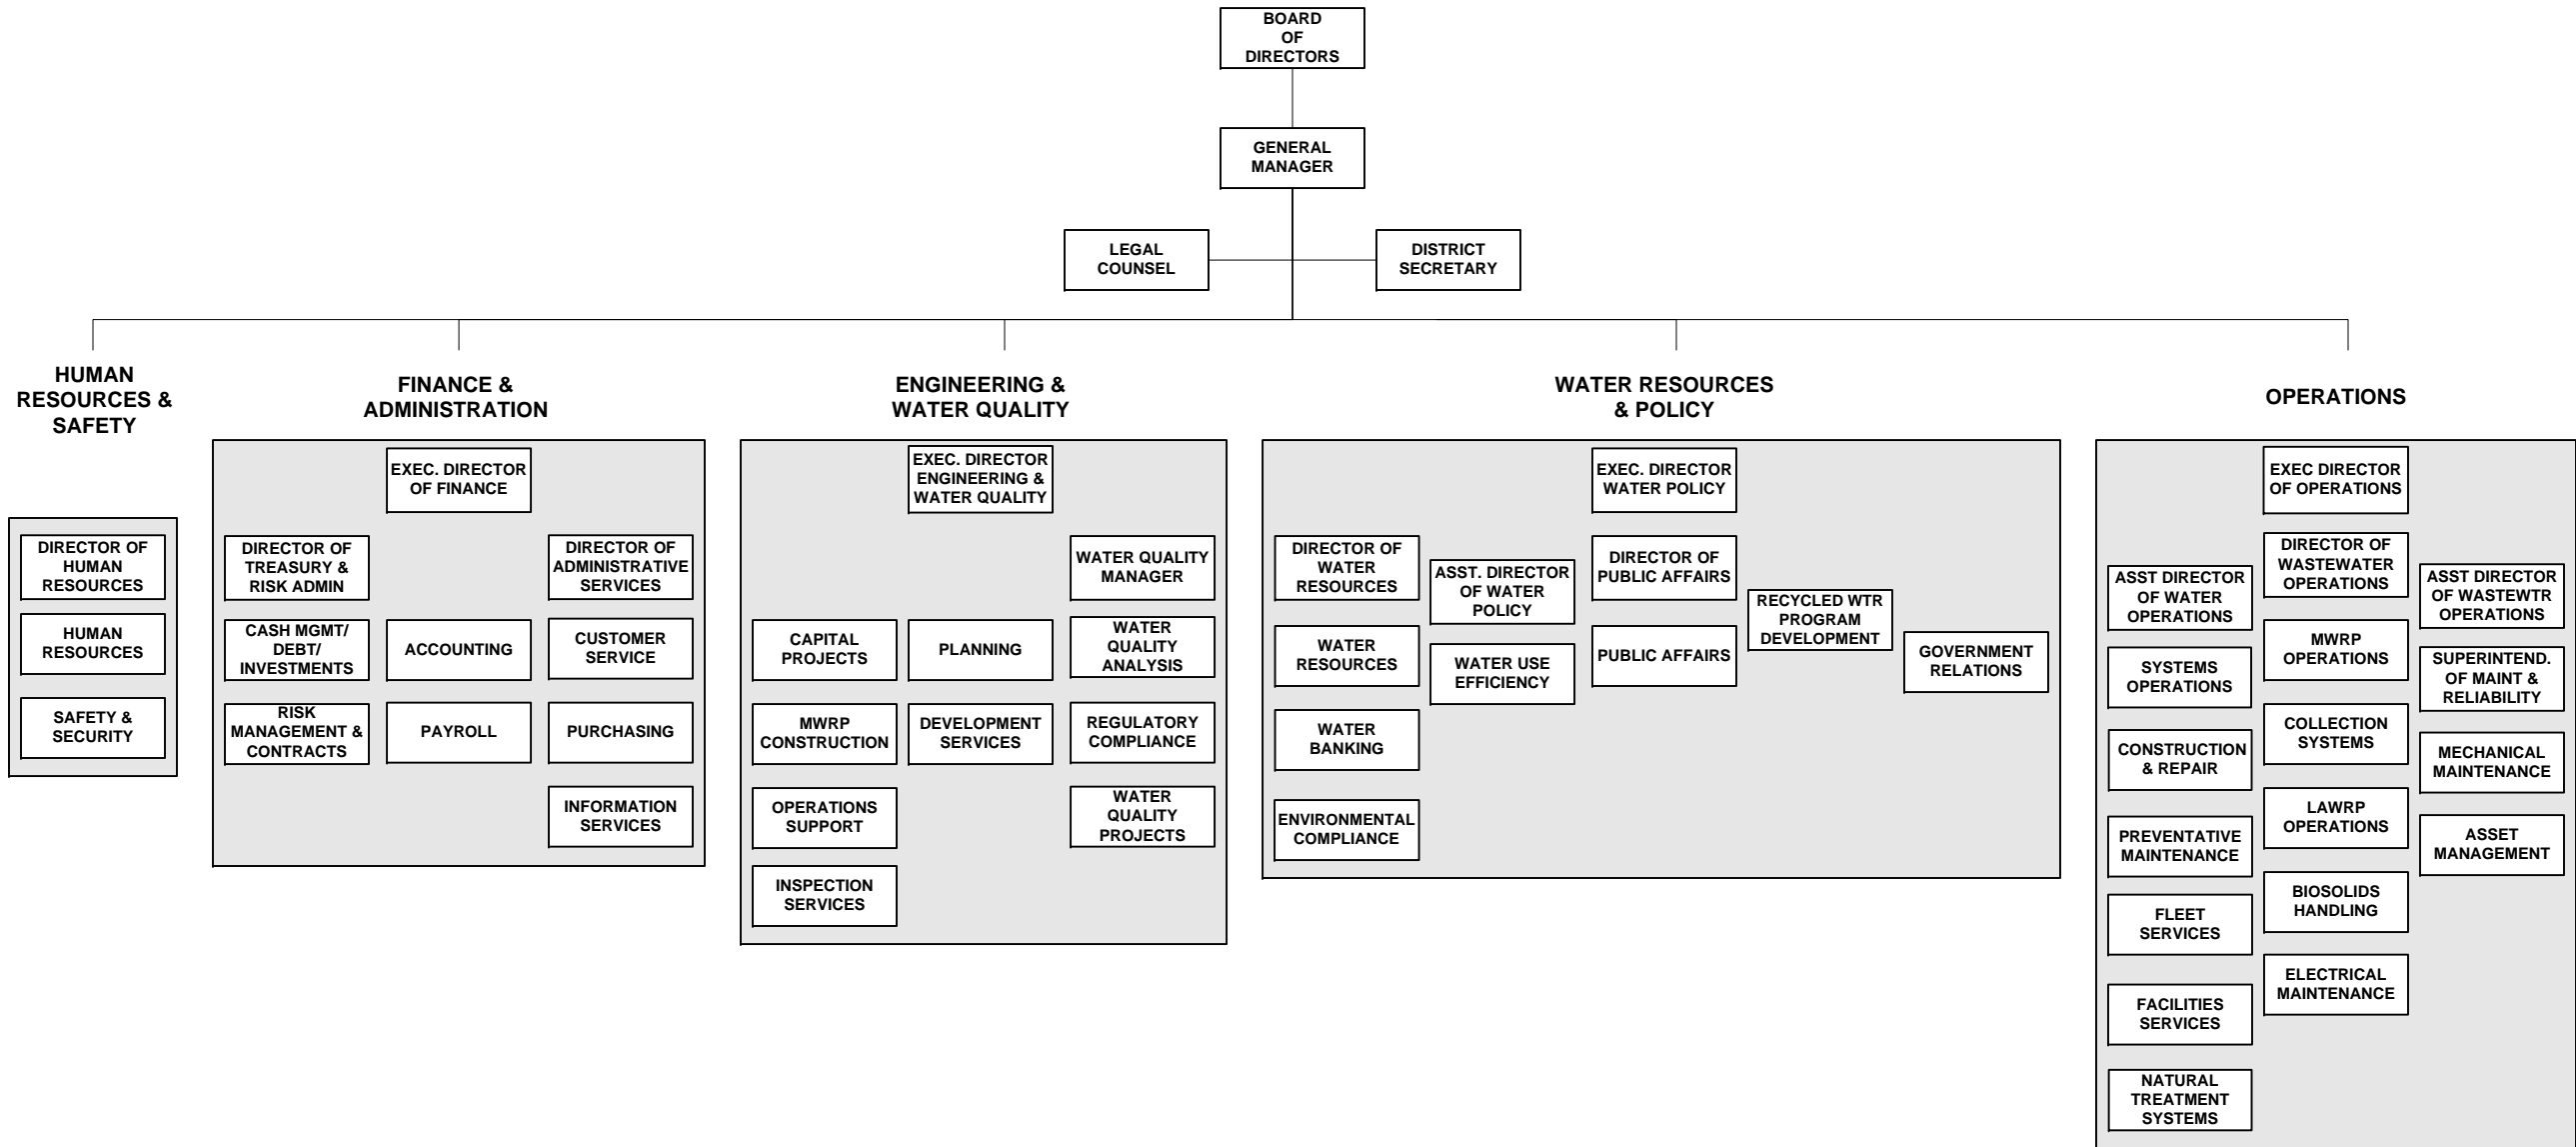 BOARD
OF
DIRECTORS
GENERAL
MANAGER
LEGAL
COUNSEL
DISTRICT
SECRETARY
HUMAN
RESOURCES &
SAFETY
DIRECTOR OF
HUMAN
RESOURCES
HUMAN
RESOURCES
SAFETY &
SECURITY
FINANCE &
ADMINISTRATION
EXEC. DIRECTOR
OF FINANCE
DIRECTOR OF
TREASURY &
RISK ADMIN
CASH MGMT/
DEBT/
INVESTMENTS
RISK
MANAGEMENT &
CONTRACTS
ACCOUNTING
PAYROLL
DIRECTOR OF
ADMINISTRATIVE
SERVICES
CUSTOMER
SERVICE
PURCHASING
INFORMATION
SERVICES
ENGINEERING &
WATER QUALITY
EXEC. DIRECTOR
ENGINEERING &
WATER QUALITY
CAPITAL
PROJECTS
MWRP
CONSTRUCTION
OPERATIONS
SUPPORT
INSPECTION
SERVICES
PLANNING
DEVELOPMENT
SERVICES
WATER QUALITY
MANAGER
WATER
QUALITY
ANALYSIS
REGULATORY
COMPLIANCE
WATER
QUALITY
PROJECTS
WATER RESOURCES
& POLICY
EXEC. DIRECTOR
WATER POLICY
DIRECTOR OF
WATER
RESOURCES
WATER
RESOURCES
WATER
BANKING
ENVIRONMENTAL
COMPLIANCE
ASST. DIRECTOR
OF WATER
POLICY
WATER USE
EFFICIENCY
DIRECTOR OF
PUBLIC AFFAIRS
PUBLIC AFFAIRS
RECYCLED WTR
PROGRAM
DEVELOPMENT
GOVERNMENT
RELATIONS
OPERATIONS
EXEC DIRECTOR
OF OPERATIONS
ASST DIRECTOR
OF WATER
OPERATIONS
SYSTEMS
OPERATIONS
CONSTRUCTION
& REPAIR
PREVENTATIVE
MAINTENANCE
FLEET
SERVICES
FACILITIES
SERVICES
NATURAL
TREATMENT
SYSTEMS
DIRECTOR OF
WASTEWATER
OPERATIONS
MWRP
OPERATIONS
COLLECTION
SYSTEMS
LAWRP
OPERATIONS
BIOSOLIDS
HANDLING
ELECTRICAL
MAINTENANCE
ASST DIRECTOR
OF WASTEWTR
OPERATIONS
SUPERINTEND.
OF MAINT &
RELIABILITY
MECHANICAL
MAINTENANCE
ASSET
MANAGEMENT